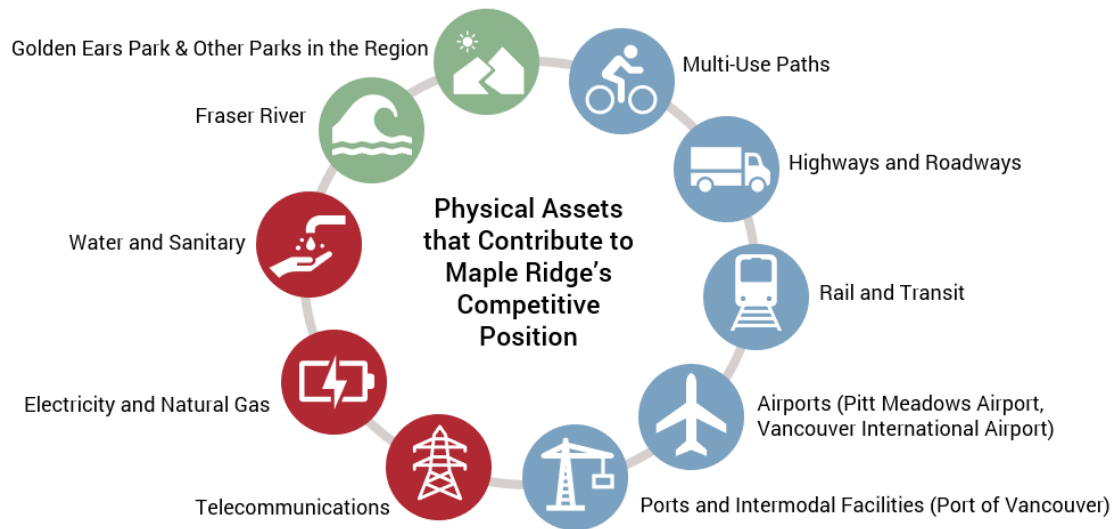 Golden Ears Park & Other Parks in the Region
Multi-Use Paths
Fraser River
Highways and Roadways
Physical Assets
that Contribute to
Maple Ridge’s
Competitive
Position
Water and Sanitary
Rail and Transit
Electricity and Natural Gas
Airports (Pitt Meadows Airport,
Vancouver International Airport)
Telecommunications
Ports and Intermodal Facilities (Port of Vancouver)